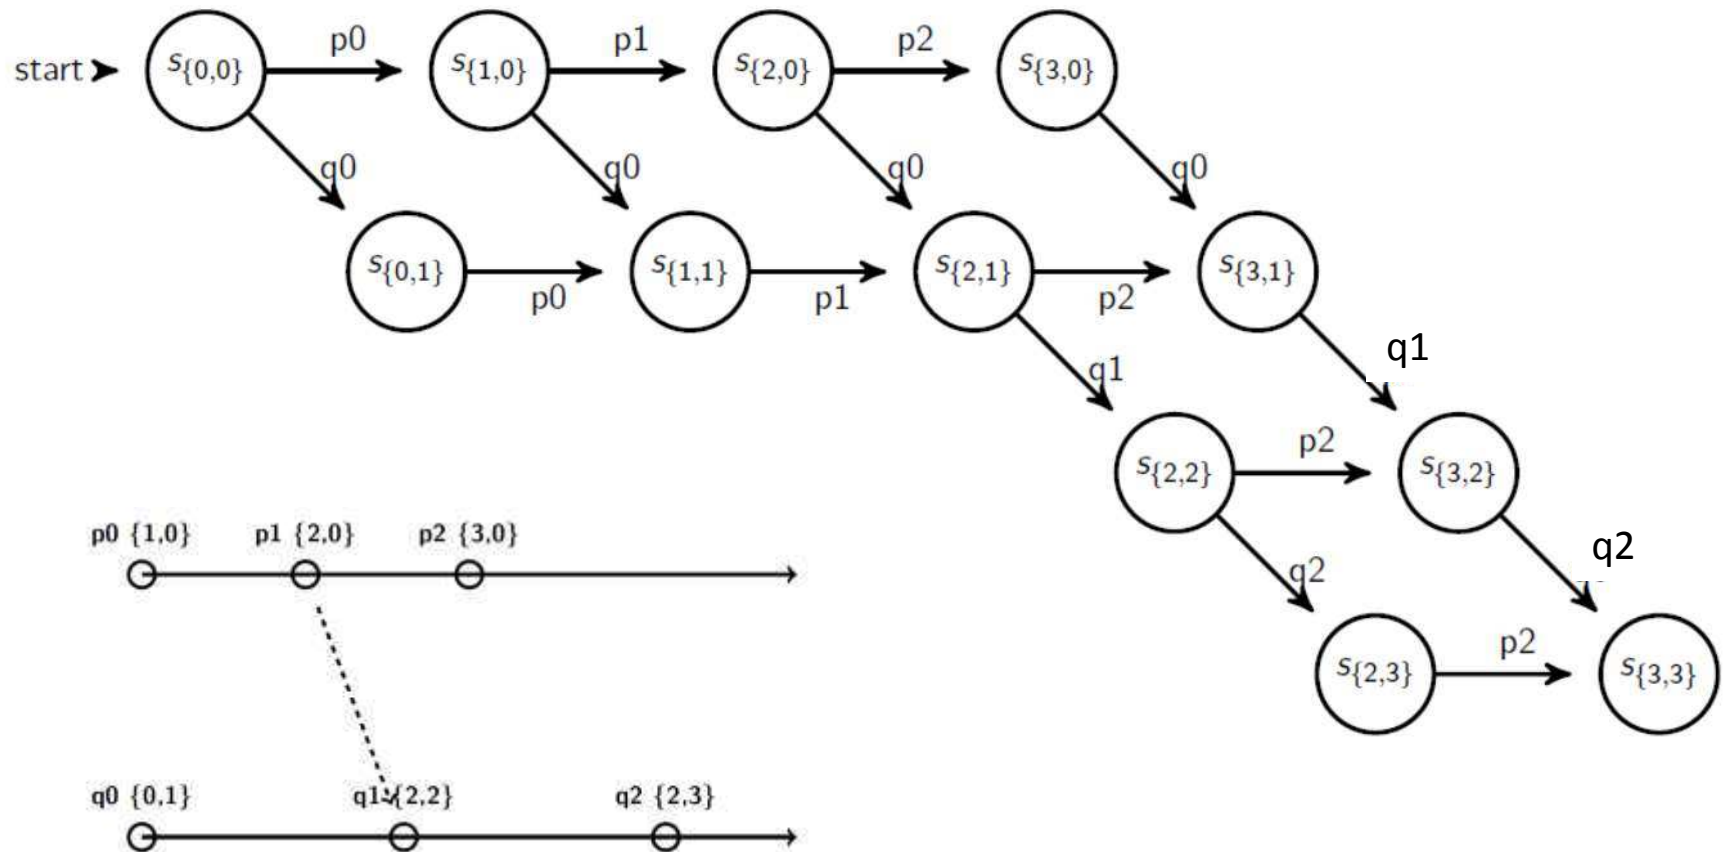 p0 p1 p2
start s{0,0} s{1,0} s{2,0} s{3,0}
q0 q0 q0 q0
s{0,1} s{1,1} s{2,1} s{3,1}
p0 p1 p2
q1 q1
p2
s{2,2} s{3,2}
p0 {1,0} p1 {2,0} p2 {3,0}
q2 q2
p2
s{2,3} s{3,3}
q0 {0,1} q1 {2,2} q2 {2,3}